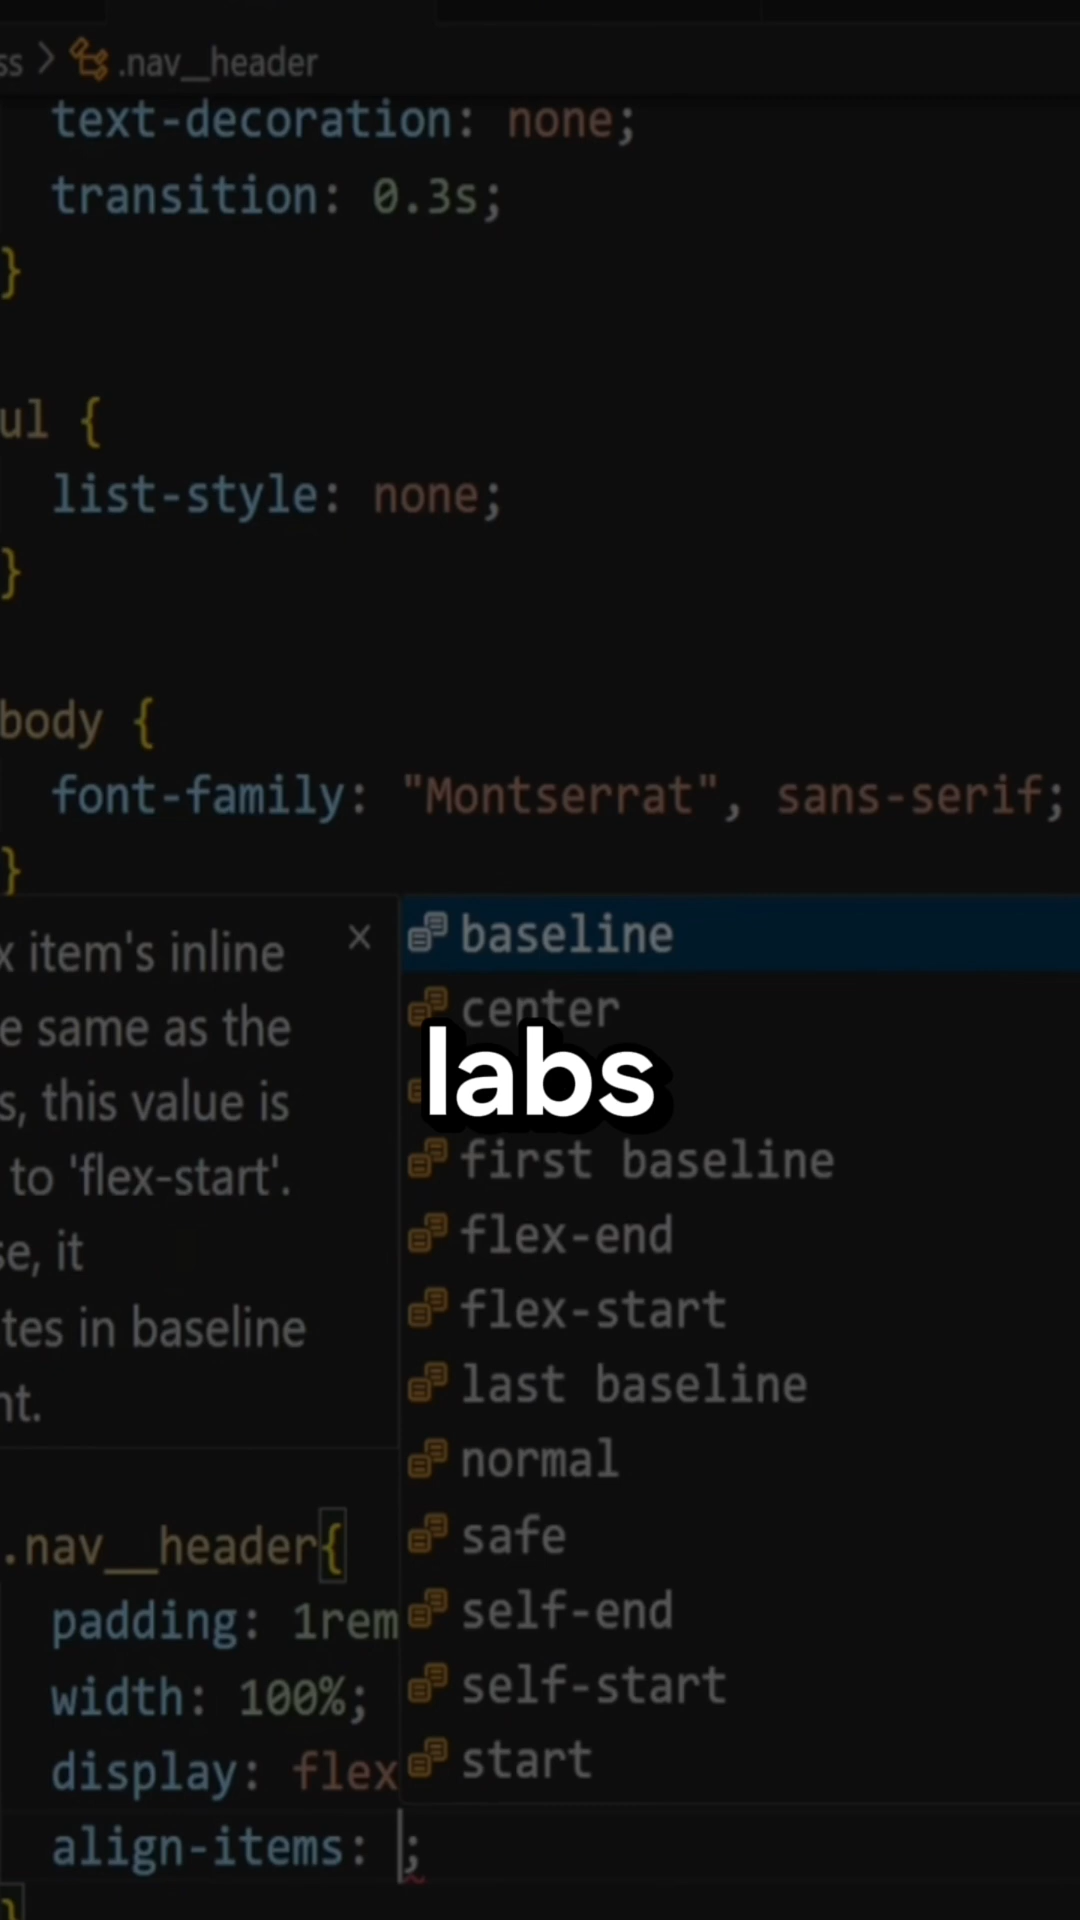 ss > .nav__header
text-decoration: none;
transition: 0.3s;
}
ul {
list-style: none;
}
body {
font-family: "Montserrat", sans-serif;
}
x item's inline
e same as the
s, this value is
to 'flex-start'.
se, it
tes in baseline
nt.
×
baseline
center
labs
first baseline
flex-end
flex-start
last baseline
normal
safe
self-end
self-start
start
.nav__header{
padding: 1rem
width: 100%;
display: flex
align-items: ;
}